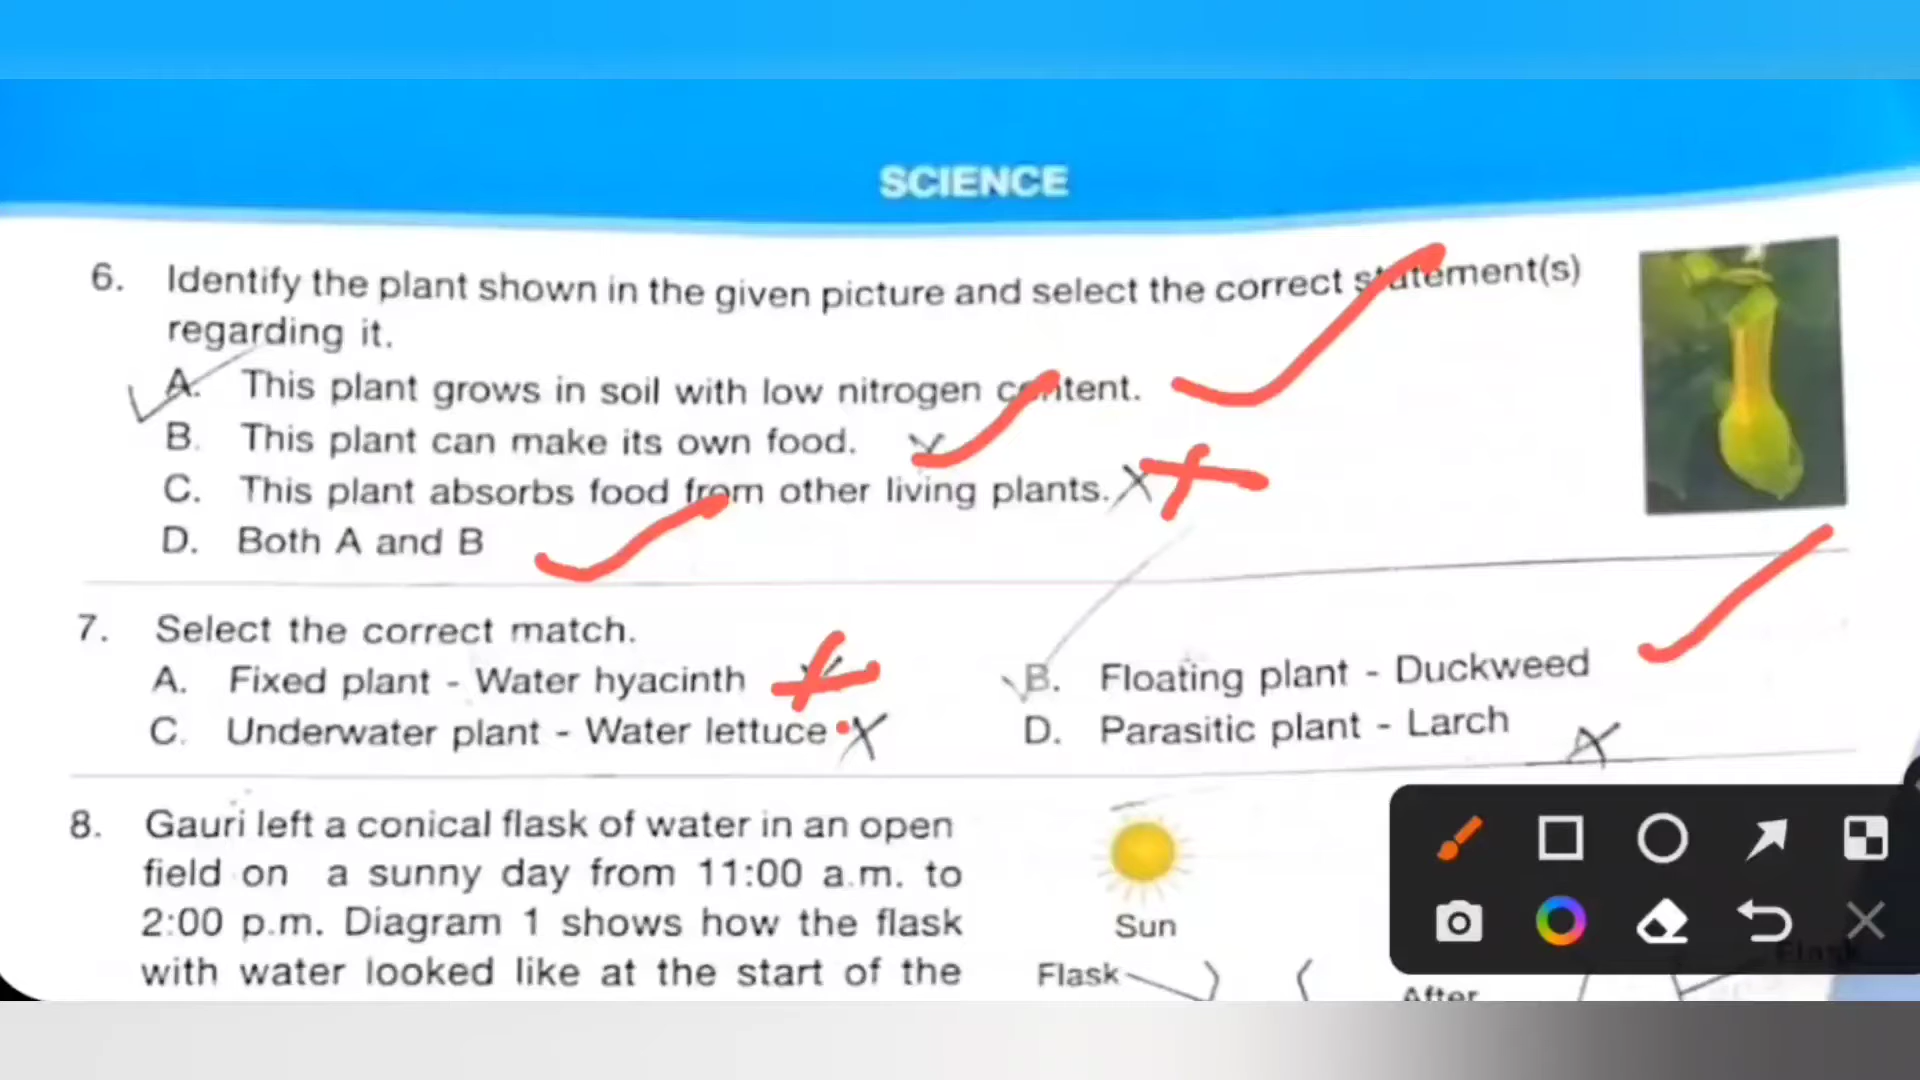 SCIENCE
6. Identify the plant shown in the given picture and select the correct statement(s)
regarding it.
A. This plant grows in soil with low nitrogen content.
B. This plant can make its own food.
C. This plant absorbs food from other living plants.
D. Both A and B
7. Select the correct match.
A. Fixed plant - Water hyacinth
B. Floating plant - Duckweed
C. Underwater plant - Water lettuce
D. Parasitic plant - Larch
8. Gauri left a conical flask of water in an open
field on a sunny day from 11:00 a.m. to
2:00 p.m. Diagram 1 shows how the flask
with water looked like at the start of the
Sun
Flask
Flask
After